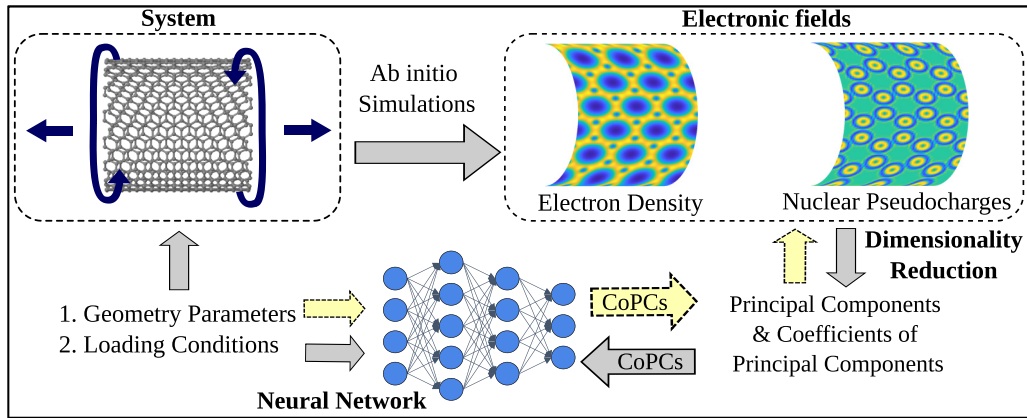 System
Electronic fields
Ab initio
Simulations
Electron Density
Nuclear Pseudocharges
Dimensionality
Reduction
1. Geometry Parameters
2. Loading Conditions
CoPCs
CoPCs
Principal Components
& Coefficients of
Principal Components
Neural Network